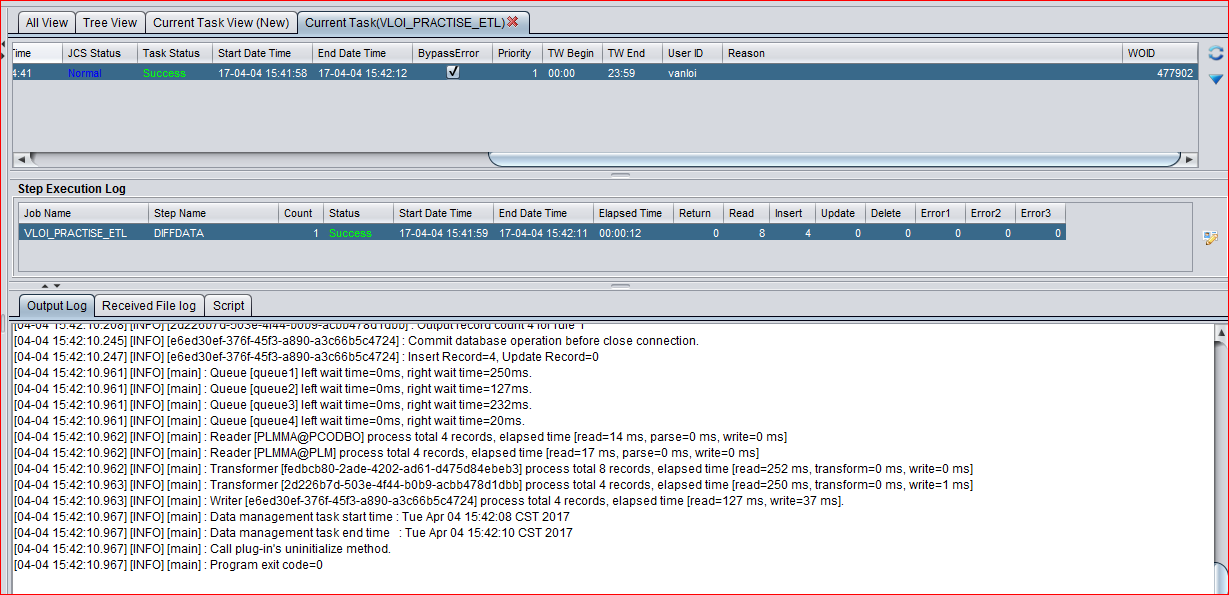 All View Tree View Current Task View (New) Current Task(VLOI_PRACTISE_ETL)
ime JCS Status Task Status Start Date Time End Date Time BypassError Priority TW Begin TW End User ID Reason WOID
4:41 Normal Success 17-04-04 15:41:58 17-04-04 15:42:12 1 00:00 23:59 vanloi 477902
Step Execution Log
Job Name Step Name Count Status Start Date Time End Date Time Elapsed Time Return Read Insert Update Delete Error1 Error2 Error3
VLOI_PRACTISE_ETL DIFFDATA 1 Success 17-04-04 15:41:59 17-04-04 15:42:11 00:00:12 0 8 4 0 0 0 0 0
Output Log Received File log Script
[04-04 15:42:10.208] [INFO] [2d226b7d-503e-4f44-b0b9-acbb478d1dbb] : Output record count 4 for rule 1
[04-04 15:42:10.245] [INFO] [e6ed30ef-376f-45f3-a890-a3c66b5c4724] : Commit database operation before close connection.
[04-04 15:42:10.247] [INFO] [e6ed30ef-376f-45f3-a890-a3c66b5c4724] : Insert Record=4, Update Record=0
[04-04 15:42:10.961] [INFO] [main] : Queue [queue1] left wait time=0ms, right wait time=250ms.
[04-04 15:42:10.961] [INFO] [main] : Queue [queue2] left wait time=0ms, right wait time=127ms.
[04-04 15:42:10.961] [INFO] [main] : Queue [queue3] left wait time=0ms, right wait time=232ms.
[04-04 15:42:10.961] [INFO] [main] : Queue [queue4] left wait time=0ms, right wait time=20ms.
[04-04 15:42:10.962] [INFO] [main] : Reader [PLMMA@PCODBO] process total 4 records, elapsed time [read=14 ms, parse=0 ms, write=0 ms]
[04-04 15:42:10.962] [INFO] [main] : Reader [PLMMA@PLM] process total 4 records, elapsed time [read=17 ms, parse=0 ms, write=0 ms]
[04-04 15:42:10.962] [INFO] [main] : Transformer [fedbcb80-2ade-4202-ad61-d475d84ebeb3] process total 8 records, elapsed time [read=252 ms, transform=0 ms, write=0 ms]
[04-04 15:42:10.963] [INFO] [main] : Transformer [2d226b7d-503e-4f44-b0b9-acbb478d1dbb] process total 4 records, elapsed time [read=250 ms, transform=0 ms, write=1 ms]
[04-04 15:42:10.963] [INFO] [main] : Writer [e6ed30ef-376f-45f3-a890-a3c66b5c4724] process total 4 records, elapsed time [read=127 ms, write=37 ms].
[04-04 15:42:10.967] [INFO] [main] : Data management task start time : Tue Apr 04 15:42:08 CST 2017
[04-04 15:42:10.967] [INFO] [main] : Data management task end time : Tue Apr 04 15:42:10 CST 2017
[04-04 15:42:10.967] [INFO] [main] : Call plug-in's uninitialize method.
[04-04 15:42:10.967] [INFO] [main] : Program exit code=0